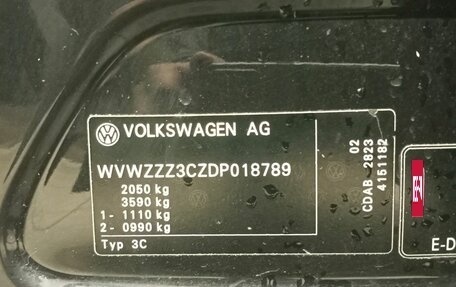 VOLKSWAGEN AG
WVWZZZ3CZDP018789
2050 kg
3590 kg
1- 1110 kg
2- 0990 kg
Typ 3C
02
CDAB 2823
4151182
E-D